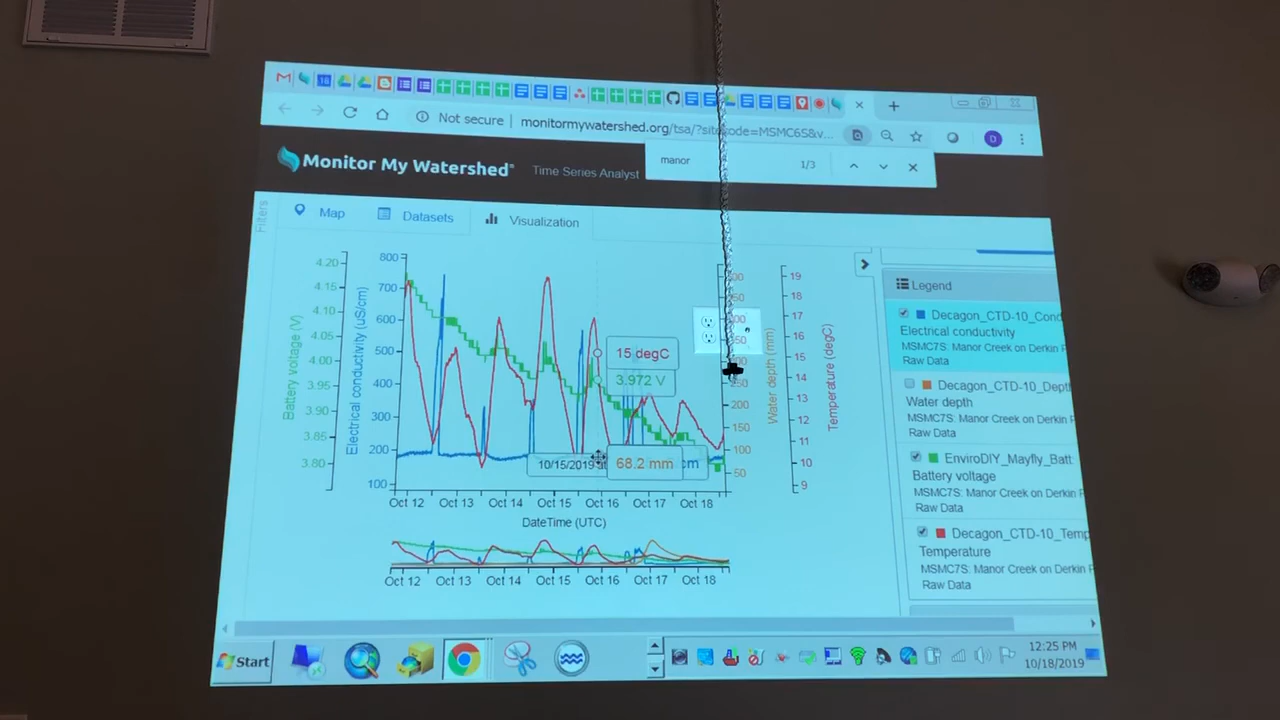 Not secure | monitormywatershed.org/tsa/?sitecode=MSMC6S&v...
manor
1/3
Monitor My Watershed®
Time Series Analyst
Filters
Map
Datasets
Visualization
4.20
4.15
4.10
4.05
4.00
3.95
3.90
3.85
3.80
Battery voltage (V)
800
700
600
500
400
300
200
100
Electrical conductivity (uS/cm)
15 degC
3.972 V
10/15/2019
68.2 mm
cm
250
200
150
100
50
Water depth (mm)
19
18
17
16
15
14
13
12
11
10
9
Temperature (degC)
Oct 12 Oct 13 Oct 14 Oct 15 Oct 16 Oct 17 Oct 18
DateTime (UTC)
Oct 12 Oct 13 Oct 14 Oct 15 Oct 16 Oct 17 Oct 18
Legend
Decagon_CTD-10_Cond
Electrical conductivity
MSMC7S: Manor Creek on Derkin
Raw Data
Decagon_CTD-10_Dept
Water depth
MSMC7S: Manor Creek on Derkin
Raw Data
EnviroDIY_Mayfly_Batt
Battery voltage
MSMC7S: Manor Creek on Derkin
Raw Data
Decagon_CTD-10_Temp
Temperature
MSMC7S: Manor Creek on Derkin
Raw Data
Start
12:25 PM
10/18/2019